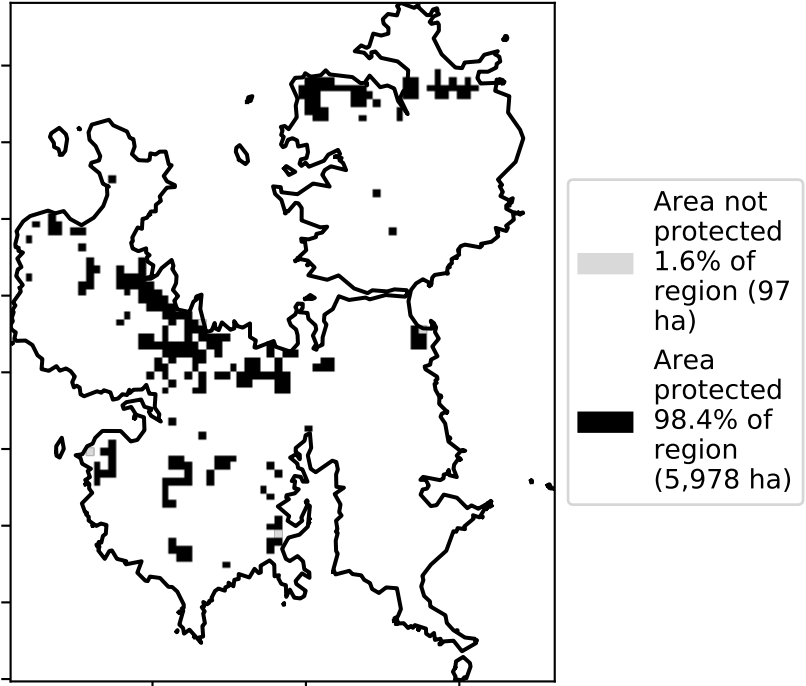 Area not
protected
1.6% of
region (97
ha)
Area
protected
98.4% of
region
(5,978 ha)